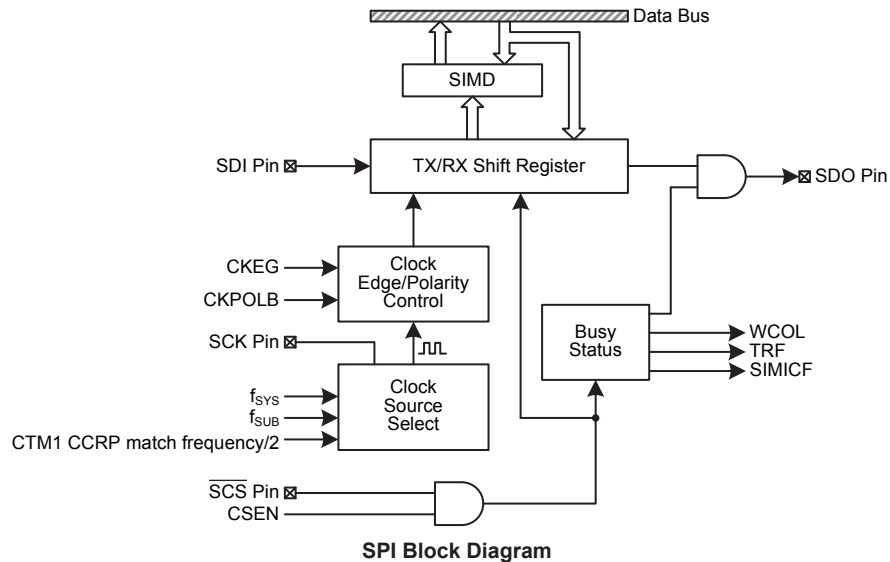 Data Bus
SIMD
SDI Pin
TX/RX Shift Register
SDO Pin
CKEG
CKPOLB
Clock
Edge/Polarity
Control
SCK Pin
Busy
Status
WCOL
TRF
SIMICF
fSYS
fSUB
CTM1 CCRP match frequency/2
Clock
Source
Select
SCS Pin
CSEN
SPI Block Diagram